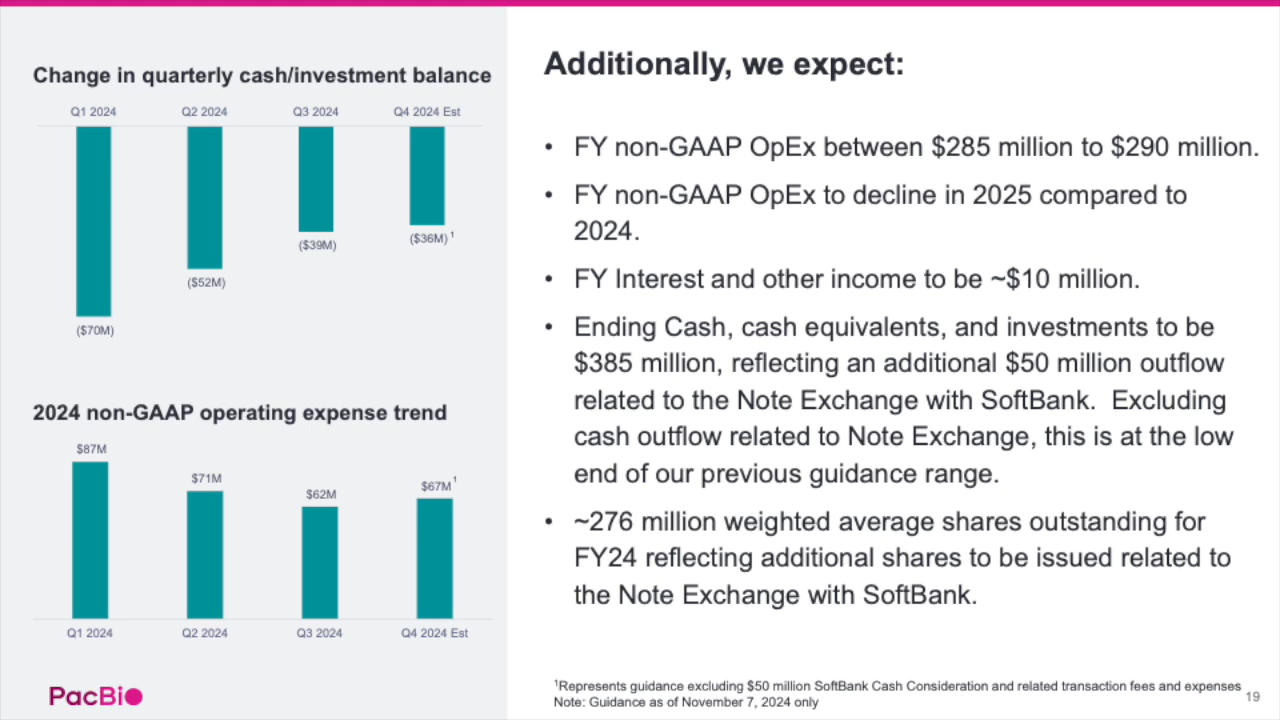 Change in quarterly cash/investment balance
Q1 2024 Q2 2024 Q3 2024 Q4 2024 Est
($70M) ($52M) ($39M) ($36M)¹
2024 non-GAAP operating expense trend
$87M $71M $62M $67M¹
Q1 2024 Q2 2024 Q3 2024 Q4 2024 Est
PacBio
Additionally, we expect:
• FY non-GAAP OpEx between $285 million to $290 million.
• FY non-GAAP OpEx to decline in 2025 compared to
2024.
• FY Interest and other income to be ~$10 million.
• Ending Cash, cash equivalents, and investments to be
$385 million, reflecting an additional $50 million outflow
related to the Note Exchange with SoftBank. Excluding
cash outflow related to Note Exchange, this is at the low
end of our previous guidance range.
• ~276 million weighted average shares outstanding for
FY24 reflecting additional shares to be issued related to
the Note Exchange with SoftBank.
¹Represents guidance excluding $50 million SoftBank Cash Consideration and related transaction fees and expenses
Note: Guidance as of November 7, 2024 only
19